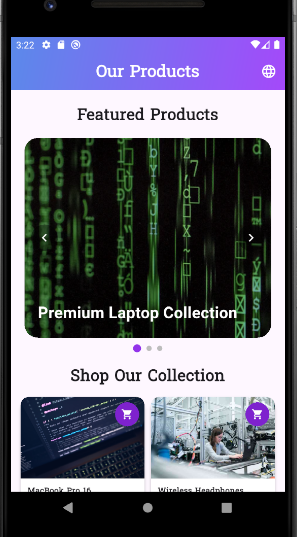 3:22
Our Products
Featured Products
Premium Laptop Collection
Shop Our Collection
MacBook Pro 16
Wireless Headphones